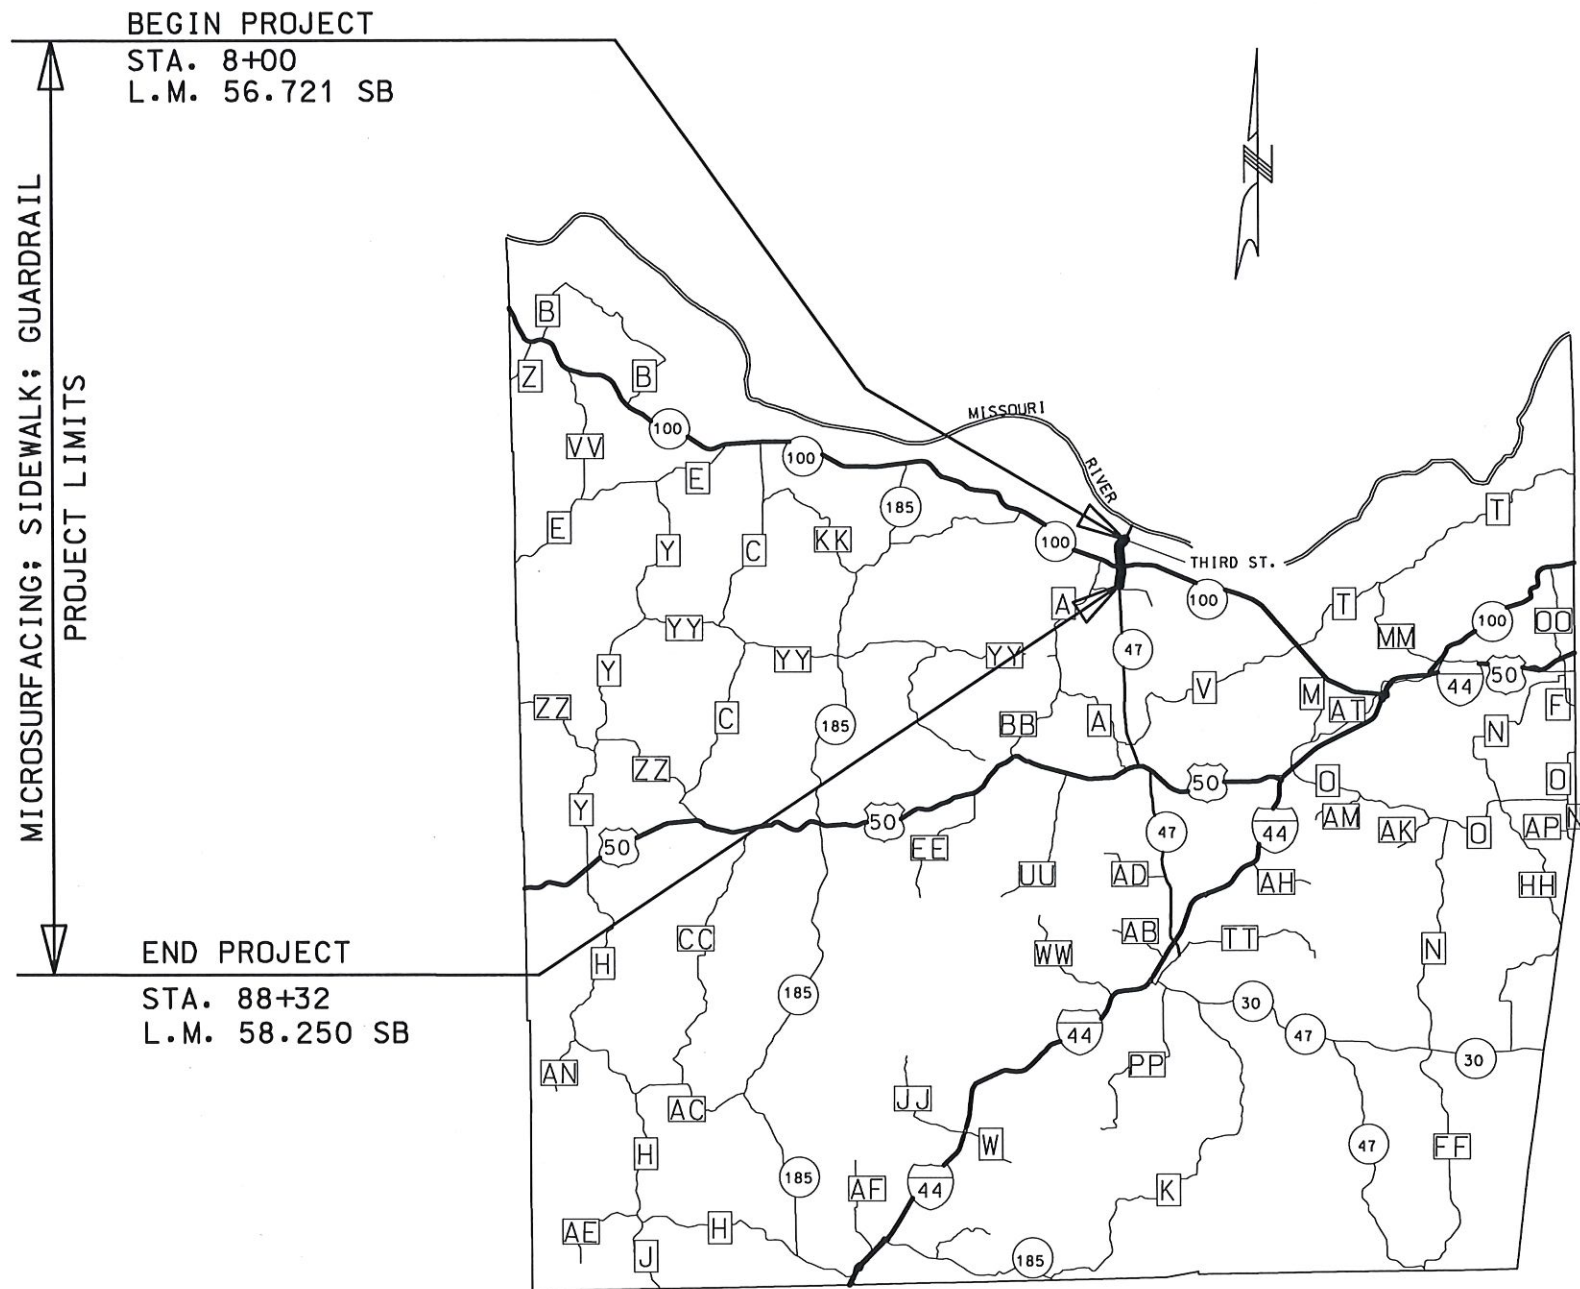 BEGIN PROJECT
STA. 8+00
L.M. 56.721 SB
MICROSURFACING; SIDEWALK; GUARDRAIL
PROJECT LIMITS
N
B
Z
B
100
MISSOURI
VV
100
RIVER
E
185
T
E
Y
C
KK
100
THIRD ST.
A
100
T
100
OO
YY
MM
47
YY
YY
Y
V
44
50
ZZ
C
185
BB
A
M
AT
F
N
ZZ
50
O
O
Y
50
AM
N
50
EE
47
44
AK
O
AP
UU
AD
AH
HH
CC
AB
TT
WW
N
H
END PROJECT
STA. 88+32
L.M. 58.250 SB
185
30
44
47
30
AN
PP
AC
JJ
W
H
47
FF
185
AF
44
K
AE
H
J
185